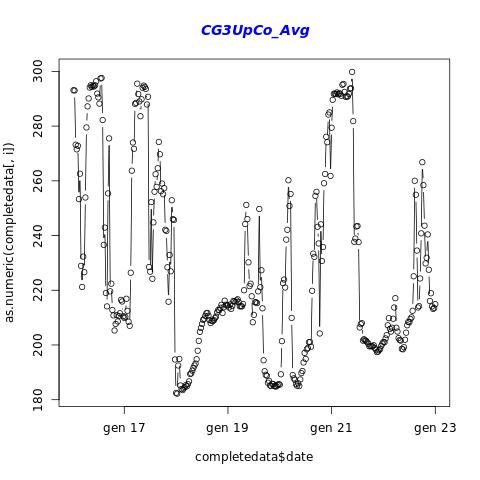 CG3UpCo_Avg
as.numeric(completedata[, i])
300
280
260
240
220
200
180
gen 17
gen 19
gen 21
gen 23
completedata$date